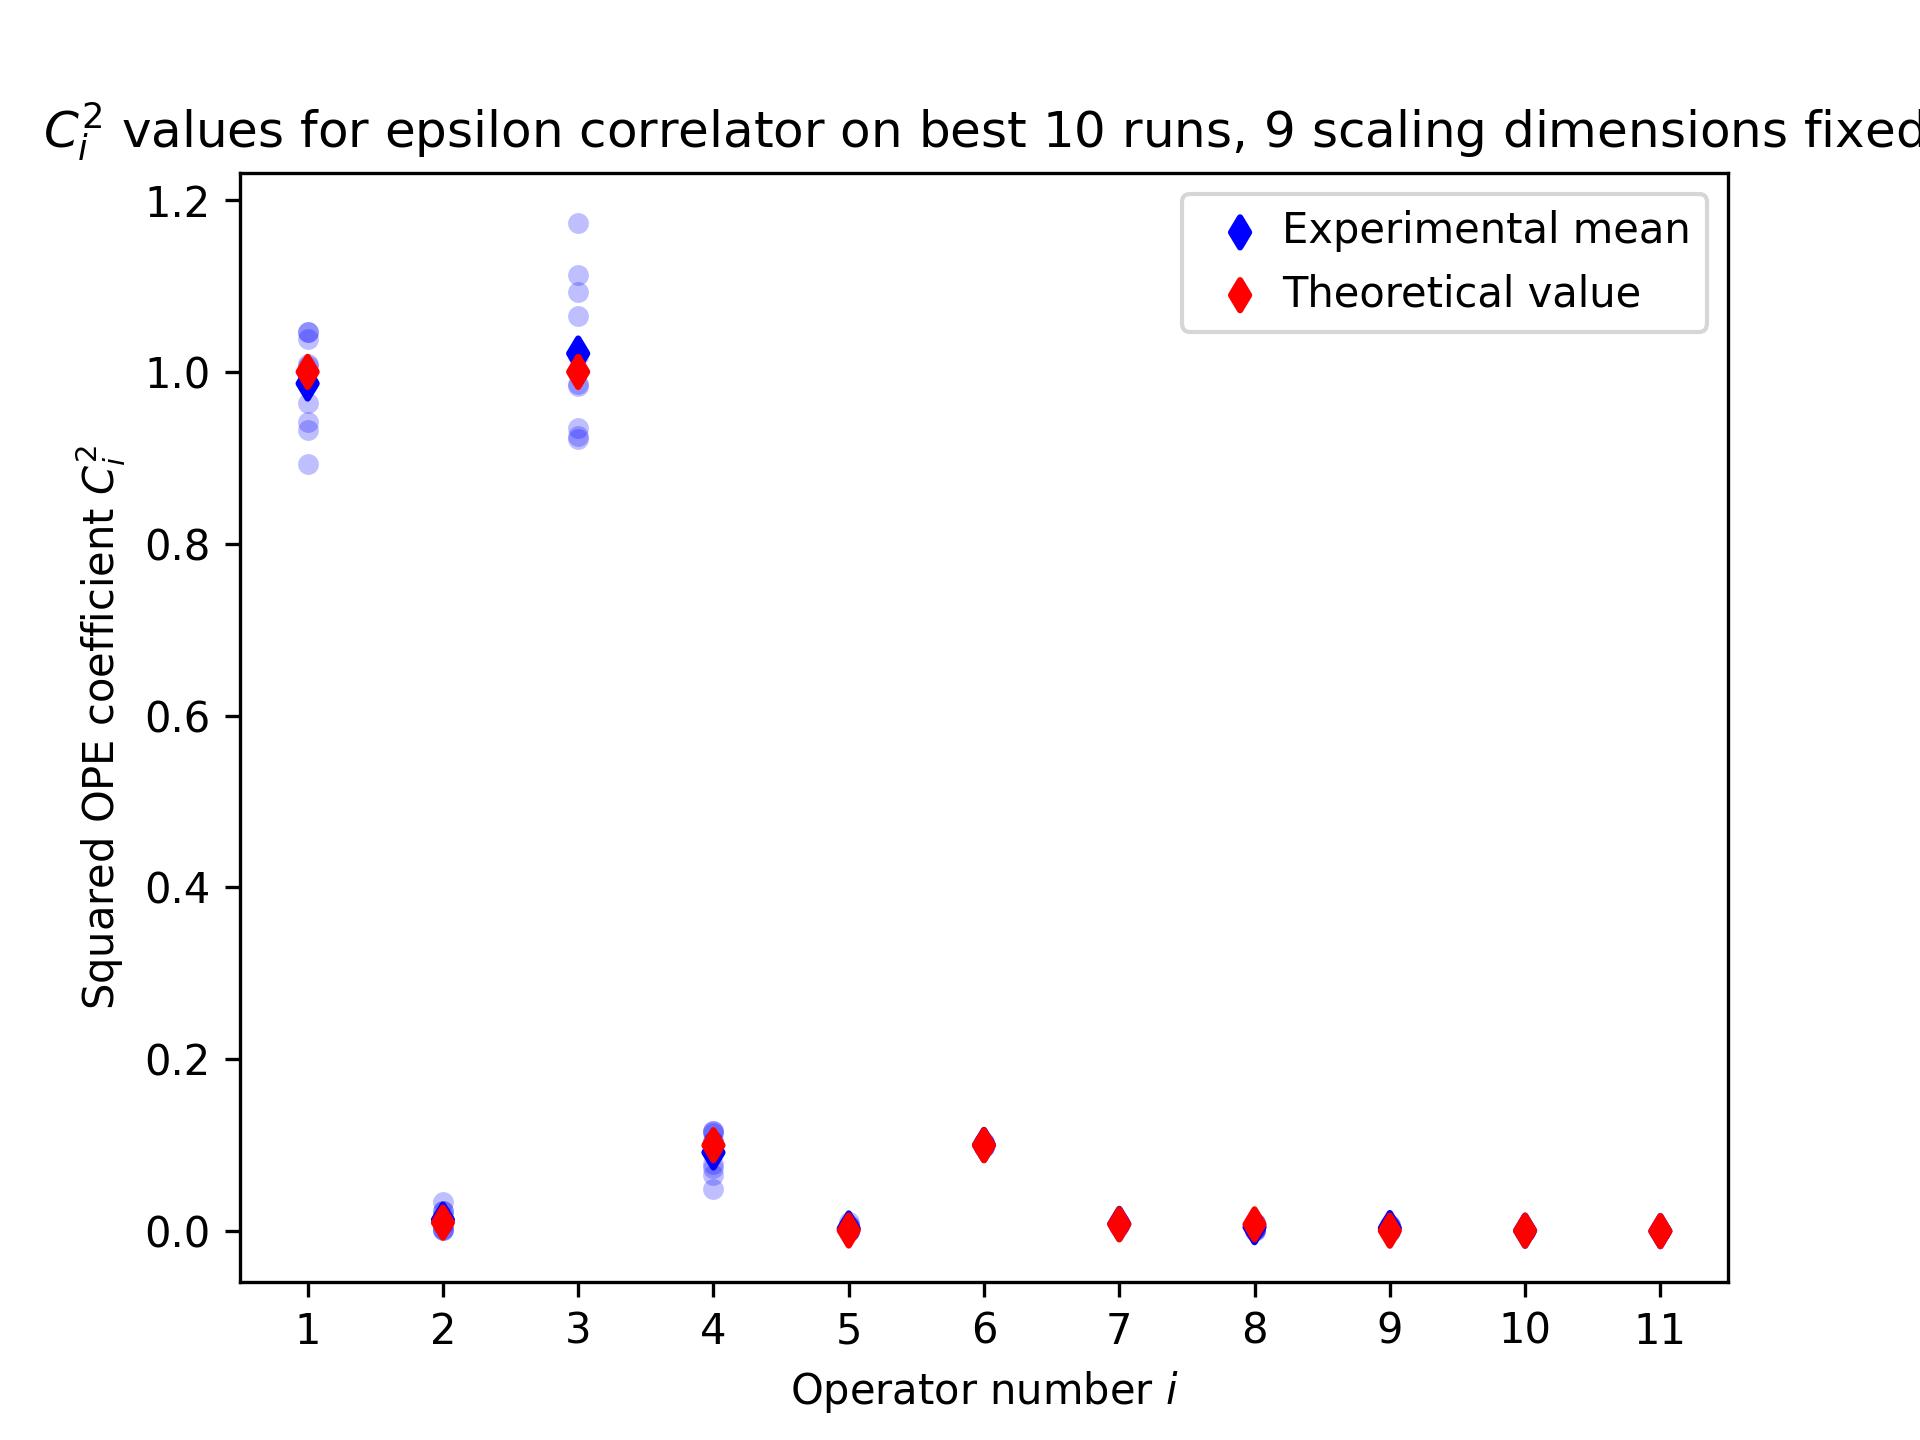 $C_i^2$ values for epsilon correlator on best 10 runs, 9 scaling dimensions fixed
Experimental mean
Theoretical value
1.2
1.0
0.8
0.6
0.4
0.2
0.0
Squared OPE coefficient $C_i^2$
1 2 3 4 5 6 7 8 9 10 11
Operator number $i$